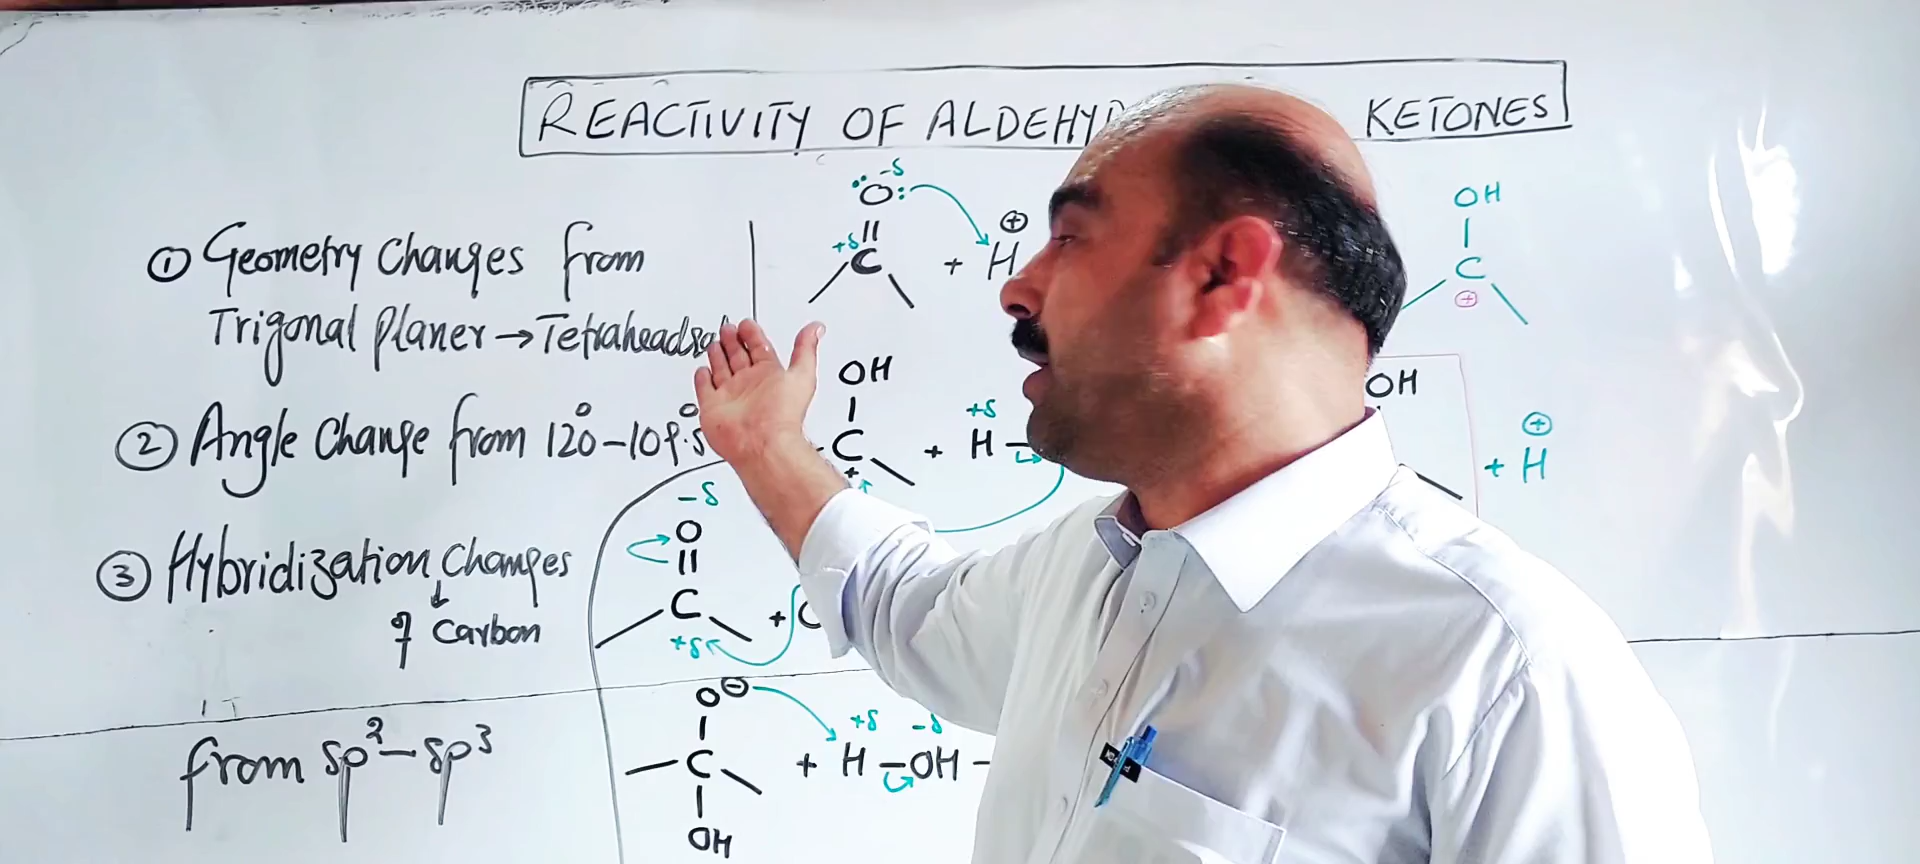 REACTIVITY OF ALDEHY KETONES
① Geometry Changes from
Trigonal Planer → Tetraheadral
② Angle Change from 120° – 109.5°
③ Hybridization Changes
↓
of Carbon
from sp² – sp³
-δ
O:
||
+δ
C + H
⊕
OH
|
C
⊕
OH
|
C + H –
+
+δ
OH
+ H
⊕
-δ
O
||
C +
+δ
O⊖
|
C + H – OH –
+δ -δ
|
OH